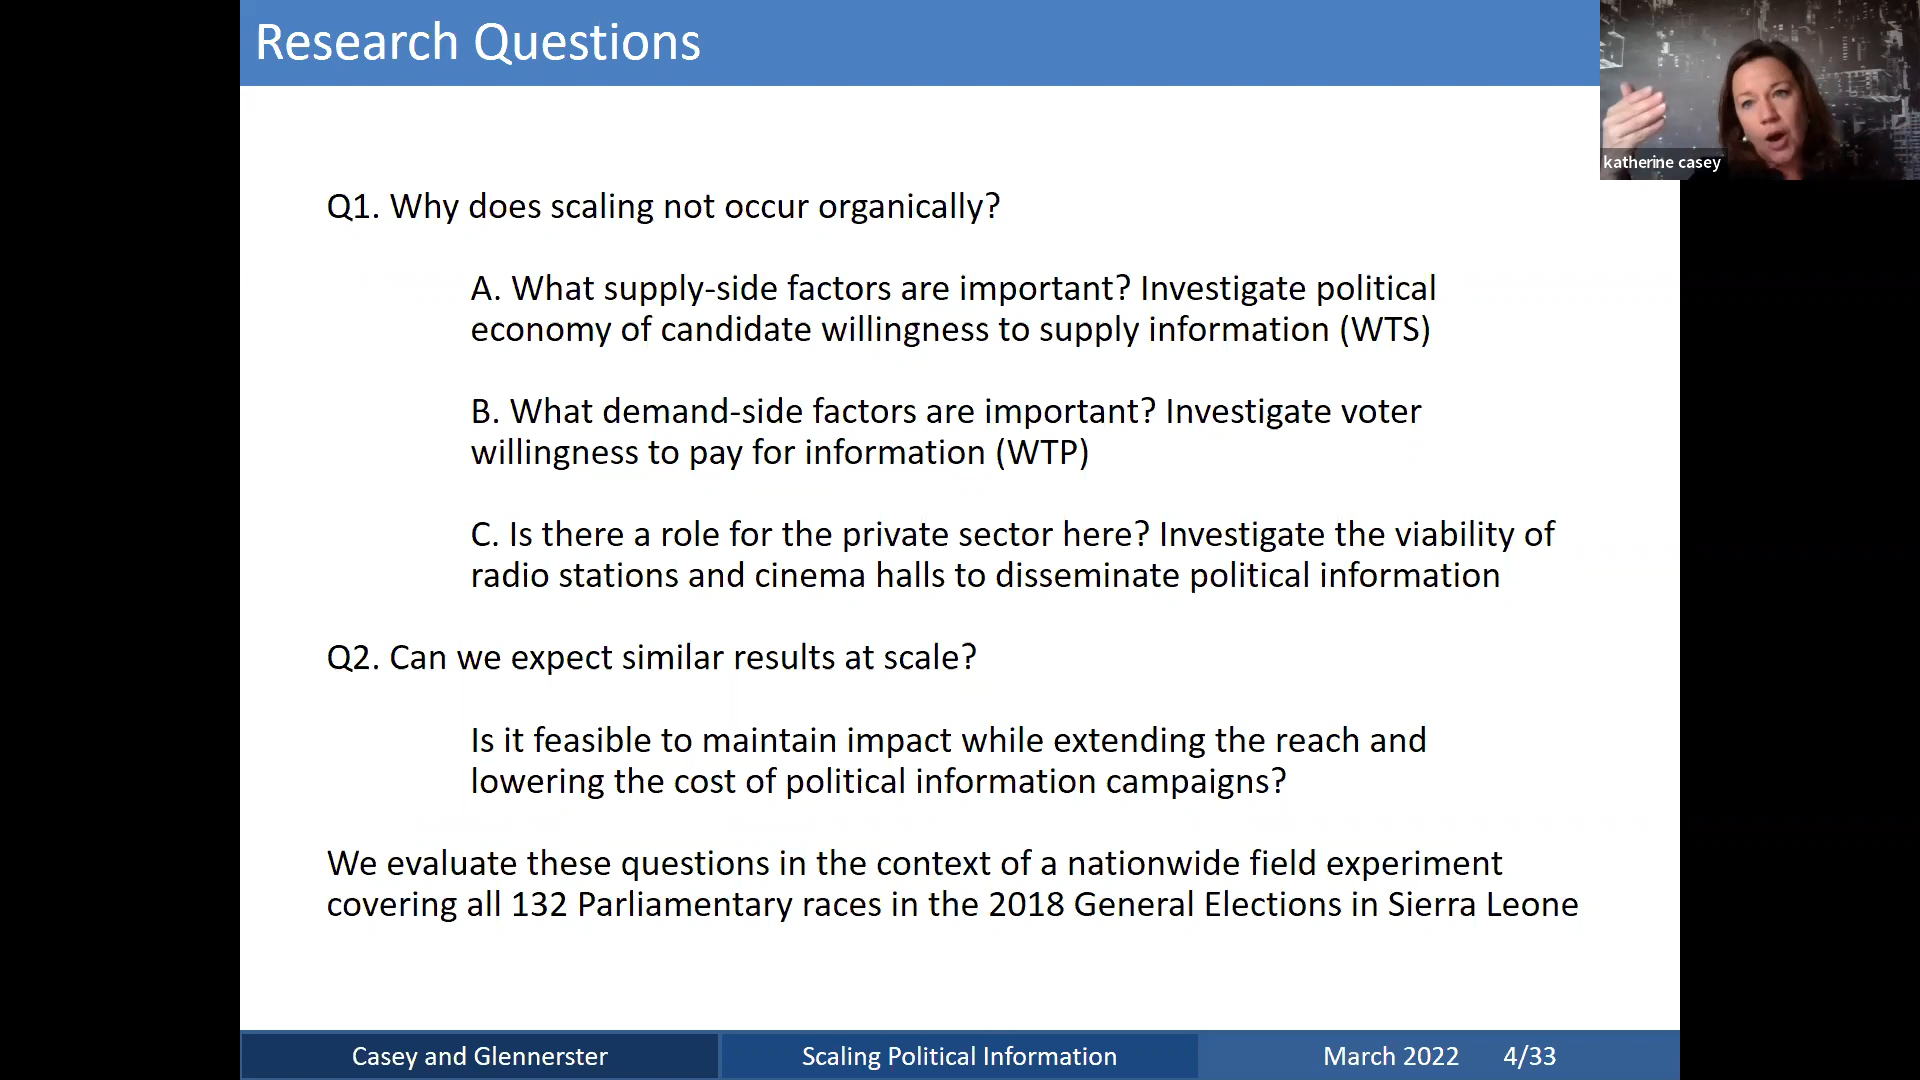 Research Questions
katherine casey
Q1. Why does scaling not occur organically?
A. What supply-side factors are important? Investigate political
economy of candidate willingness to supply information (WTS)
B. What demand-side factors are important? Investigate voter
willingness to pay for information (WTP)
C. Is there a role for the private sector here? Investigate the viability of
radio stations and cinema halls to disseminate political information
Q2. Can we expect similar results at scale?
Is it feasible to maintain impact while extending the reach and
lowering the cost of political information campaigns?
We evaluate these questions in the context of a nationwide field experiment
covering all 132 Parliamentary races in the 2018 General Elections in Sierra Leone
Casey and Glennerster
Scaling Political Information
March 2022 4/33